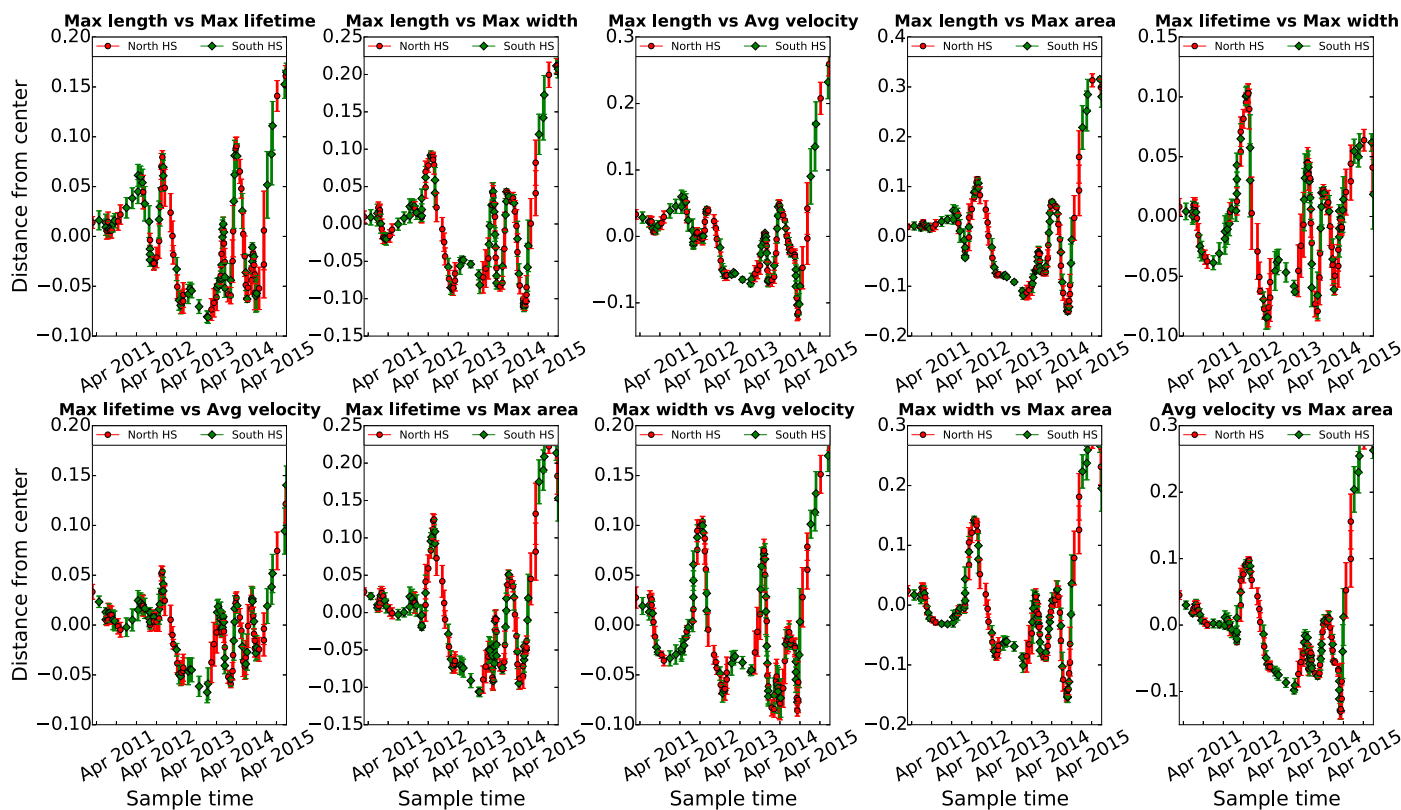 Max length vs Max lifetime
Max length vs Max width
Max length vs Avg velocity
Max length vs Max area
Max lifetime vs Max width
North HS South HS
North HS South HS
North HS South HS
North HS South HS
North HS South HS
Distance from center
0.20
0.15
0.10
0.05
0.00
−0.05
−0.10
0.25
0.20
0.15
0.10
0.05
0.00
−0.05
−0.10
−0.15
0.3
0.2
0.1
0.0
−0.1
0.4
0.3
0.2
0.1
0.0
−0.1
−0.2
0.15
0.10
0.05
0.00
−0.05
−0.10
Apr 2011 Apr 2012 Apr 2013 Apr 2014 Apr 2015
Apr 2011 Apr 2012 Apr 2013 Apr 2014 Apr 2015
Apr 2011 Apr 2012 Apr 2013 Apr 2014 Apr 2015
Apr 2011 Apr 2012 Apr 2013 Apr 2014 Apr 2015
Apr 2011 Apr 2012 Apr 2013 Apr 2014 Apr 2015
Max lifetime vs Avg velocity
Max lifetime vs Max area
Max width vs Avg velocity
Max width vs Max area
Avg velocity vs Max area
North HS South HS
North HS South HS
North HS South HS
North HS South HS
North HS South HS
Distance from center
0.20
0.15
0.10
0.05
0.00
−0.05
−0.10
0.20
0.15
0.10
0.05
0.00
−0.05
−0.10
−0.15
0.20
0.15
0.10
0.05
0.00
−0.05
−0.10
0.3
0.2
0.1
0.0
−0.1
−0.2
0.3
0.2
0.1
0.0
−0.1
Apr 2011 Apr 2012 Apr 2013 Apr 2014 Apr 2015
Apr 2011 Apr 2012 Apr 2013 Apr 2014 Apr 2015
Apr 2011 Apr 2012 Apr 2013 Apr 2014 Apr 2015
Apr 2011 Apr 2012 Apr 2013 Apr 2014 Apr 2015
Apr 2011 Apr 2012 Apr 2013 Apr 2014 Apr 2015
Sample time
Sample time
Sample time
Sample time
Sample time